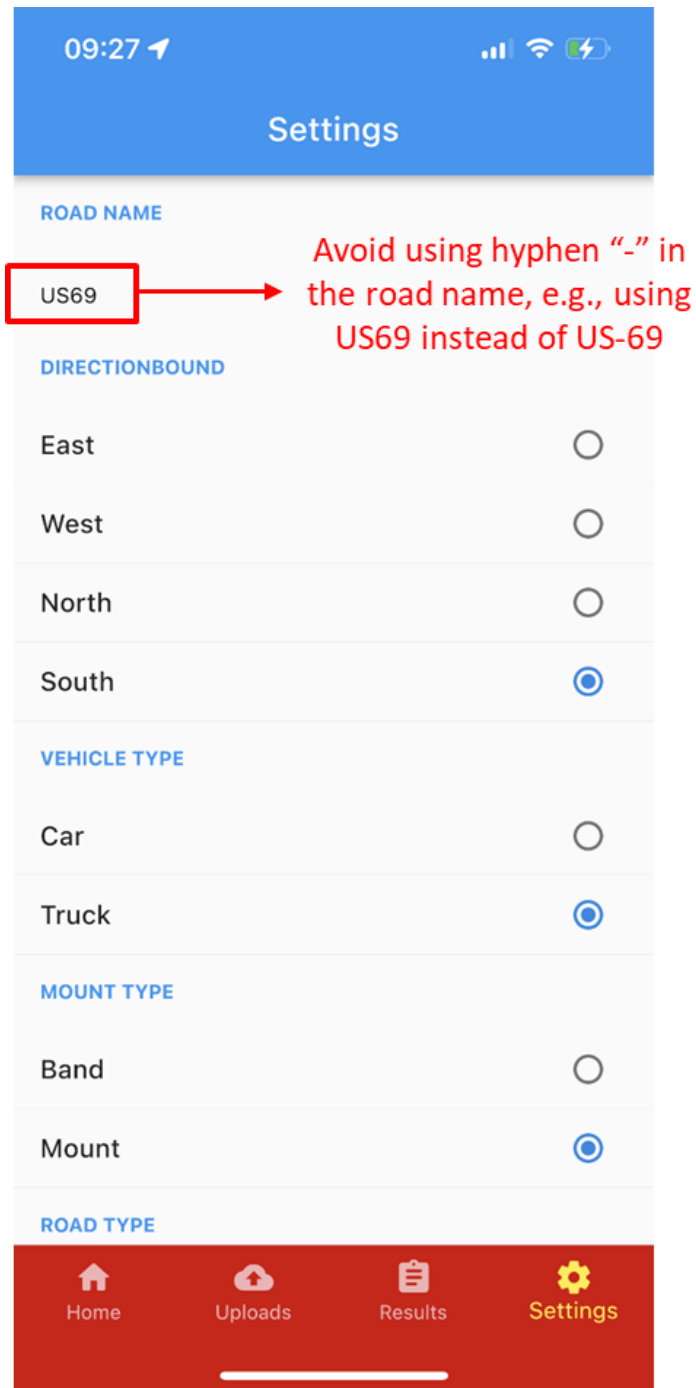 09:27
Settings
ROAD NAME
US69
Avoid using hyphen “-” in
the road name, e.g., using
US69 instead of US-69
DIRECTIONBOUND
East
West
North
South
VEHICLE TYPE
Car
Truck
MOUNT TYPE
Band
Mount
ROAD TYPE
Home Uploads Results Settings